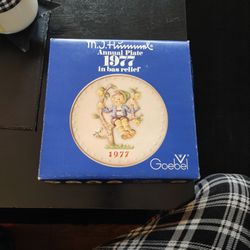 M.J. Hummel
Annual Plate
1977
in bas relief
1977
Goebel